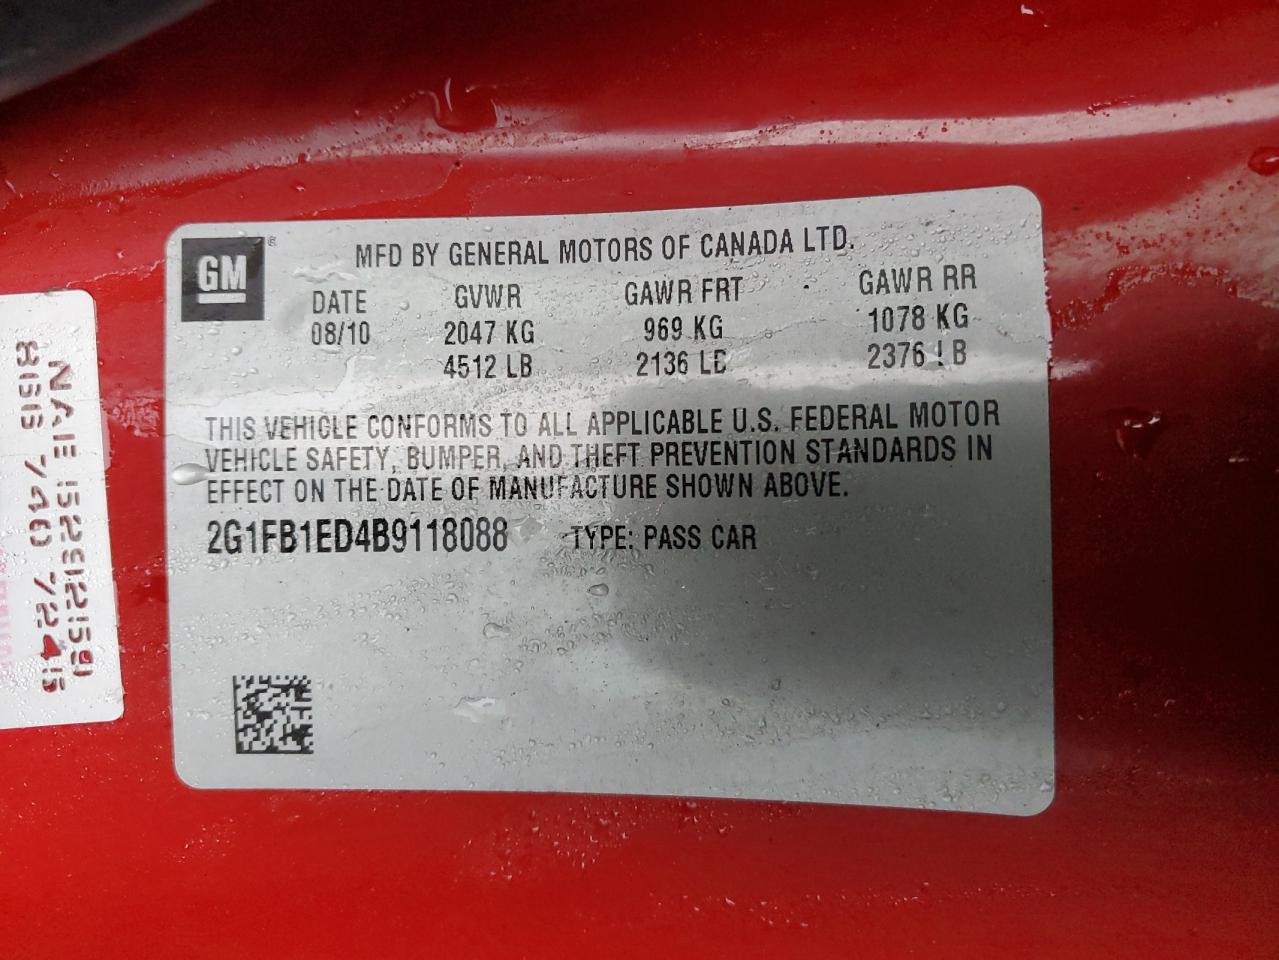 GM ®
MFD BY GENERAL MOTORS OF CANADA LTD.
DATE GVWR GAWR FRT GAWR RR
08/10 2047 KG 969 KG 1078 KG
4512 LB 2136 LB 2376 LB
THIS VEHICLE CONFORMS TO ALL APPLICABLE U.S. FEDERAL MOTOR
VEHICLE SAFETY, BUMPER, AND THEFT PREVENTION STANDARDS IN
EFFECT ON THE DATE OF MANUFACTURE SHOWN ABOVE.
2G1FB1ED4B9118088 TYPE: PASS CAR